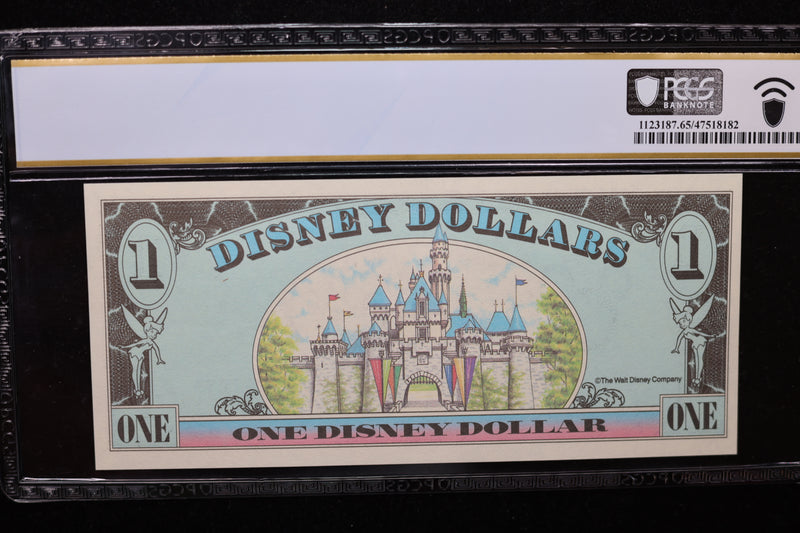 PCGS
BANKNOTE
1123187.65/47518182
DISNEY DOLLARS
1
1
©The Walt Disney Company
ONE
ONE
ONE DISNEY DOLLAR